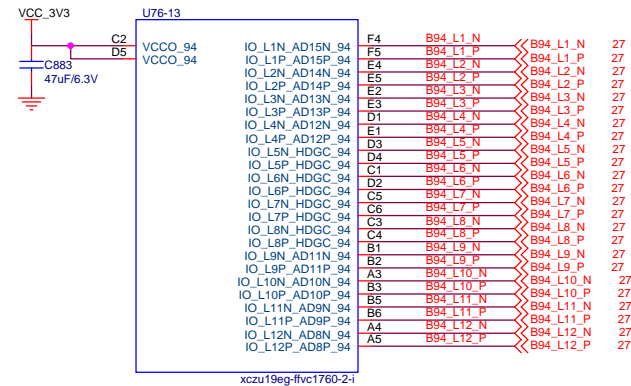 VCC_3V3
U76-13
C2 VCCO_94
D5 VCCO_94
C883
47uF/6.3V
IO_L1N_AD15N_94 F4 B94_L1_N B94_L1_N 27
IO_L1P_AD15P_94 F5 B94_L1_P B94_L1_P 27
IO_L2N_AD14N_94 E4 B94_L2_N B94_L2_N 27
IO_L2P_AD14P_94 E5 B94_L2_P B94_L2_P 27
IO_L3N_AD13N_94 E2 B94_L3_N B94_L3_N 27
IO_L3P_AD13P_94 E3 B94_L3_P B94_L3_P 27
IO_L4N_AD12N_94 D1 B94_L4_N B94_L4_N 27
IO_L4P_AD12P_94 E1 B94_L4_P B94_L4_P 27
IO_L5N_HDGC_94 D3 B94_L5_N B94_L5_N 27
IO_L5P_HDGC_94 D4 B94_L5_P B94_L5_P 27
IO_L6N_HDGC_94 C1 B94_L6_N B94_L6_N 27
IO_L6P_HDGC_94 D2 B94_L6_P B94_L6_P 27
IO_L7N_HDGC_94 C5 B94_L7_N B94_L7_N 27
IO_L7P_HDGC_94 C6 B94_L7_P B94_L7_P 27
IO_L8N_HDGC_94 C3 B94_L8_N B94_L8_N 27
IO_L8P_HDGC_94 C4 B94_L8_P B94_L8_P 27
IO_L9N_AD11N_94 B1 B94_L9_N B94_L9_N 27
IO_L9P_AD11P_94 B2 B94_L9_P B94_L9_P 27
IO_L10N_AD10N_94 A3 B94_L10_N B94_L10_N 27
IO_L10P_AD10P_94 B3 B94_L10_P B94_L10_P 27
IO_L11N_AD9N_94 B5 B94_L11_N B94_L11_N 27
IO_L11P_AD9P_94 B6 B94_L11_P B94_L11_P 27
IO_L12N_AD8N_94 A4 B94_L12_N B94_L12_N 27
IO_L12P_AD8P_94 A5 B94_L12_P B94_L12_P 27
xczu19eg-ffvc1760-2-i